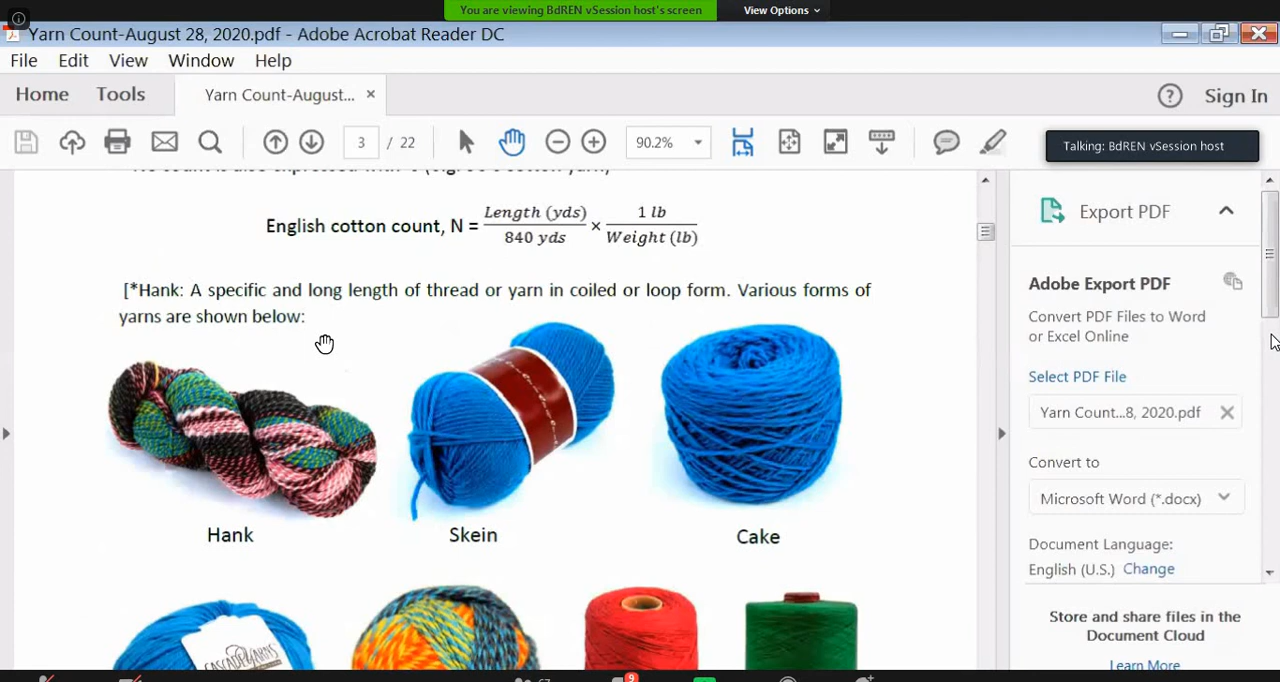 You are viewing BdREN vSession host's screen
View Options
Yarn Count-August 28, 2020.pdf - Adobe Acrobat Reader DC
File Edit View Window Help
Home Tools Yarn Count-August... × Sign In
3 / 22 90.2% Talking: BdREN vSession host
English cotton count, N = Length (yds) / 840 yds × 1 lb / Weight (lb)
[*Hank: A specific and long length of thread or yarn in coiled or loop form. Various forms of
yarns are shown below:
Hank Skein Cake
CASCADE YARNS
Export PDF
Adobe Export PDF
Convert PDF Files to Word
or Excel Online
Select PDF File
Yarn Count...8, 2020.pdf
Convert to
Microsoft Word (*.docx)
Document Language:
English (U.S.) Change
Store and share files in the
Document Cloud
Learn More
9